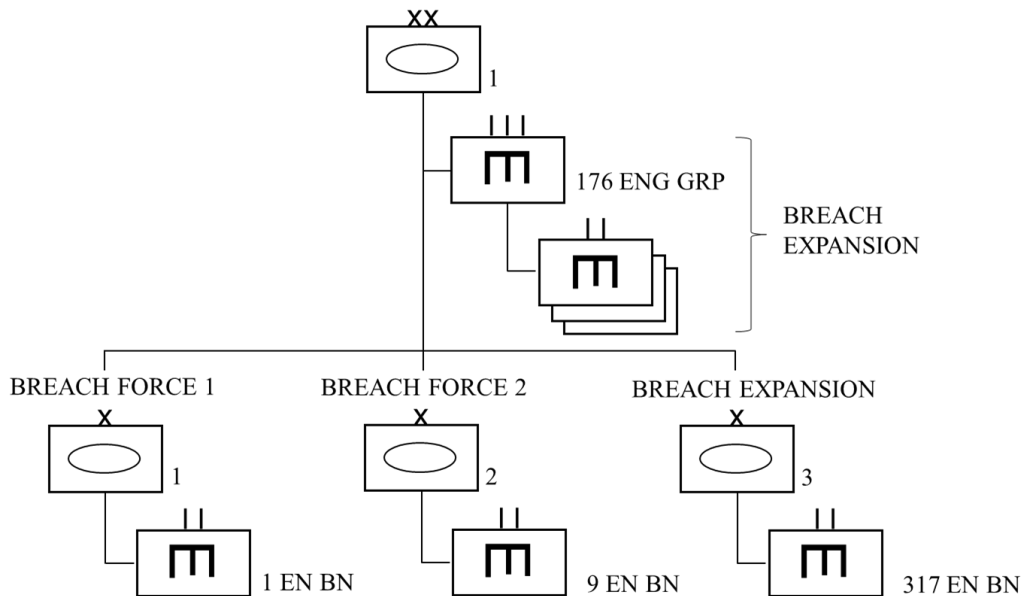 XX
1
III
176 ENG GRP
II
BREACH
EXPANSION
BREACH FORCE 1
BREACH FORCE 2
BREACH EXPANSION
X
X
X
1
2
3
II
II
II
1 EN BN
9 EN BN
317 EN BN